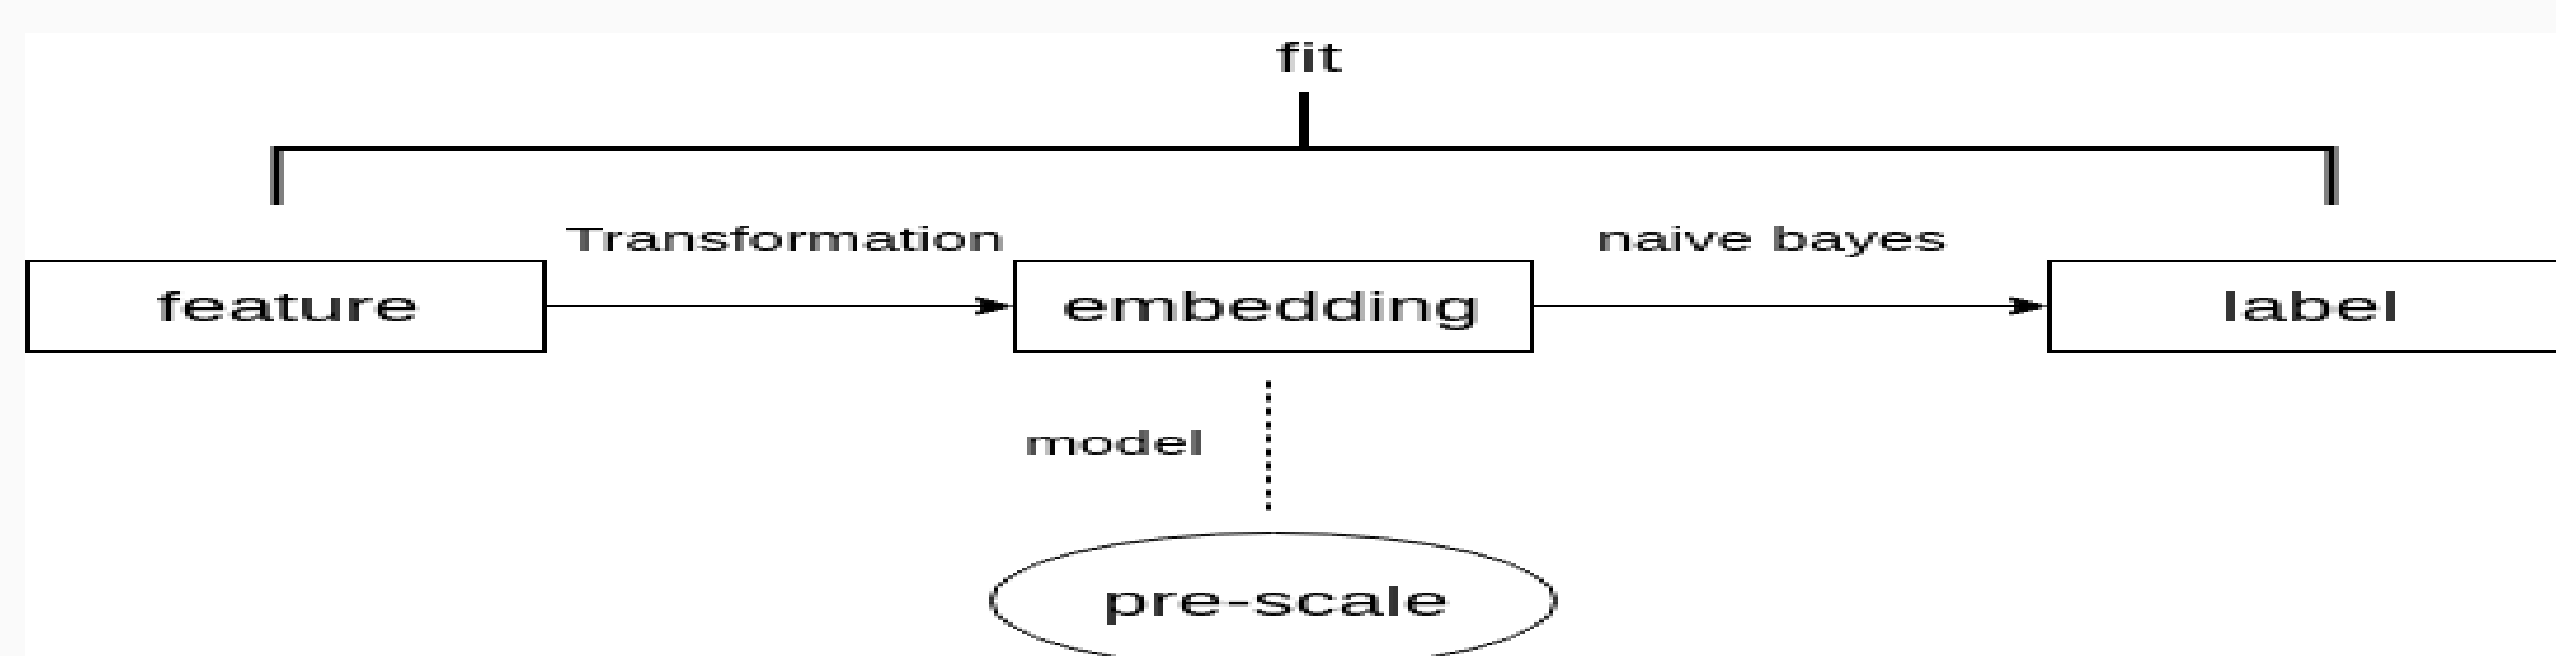 fit
Transformation
naive bayes
feature
embedding
label
model
pre-scale